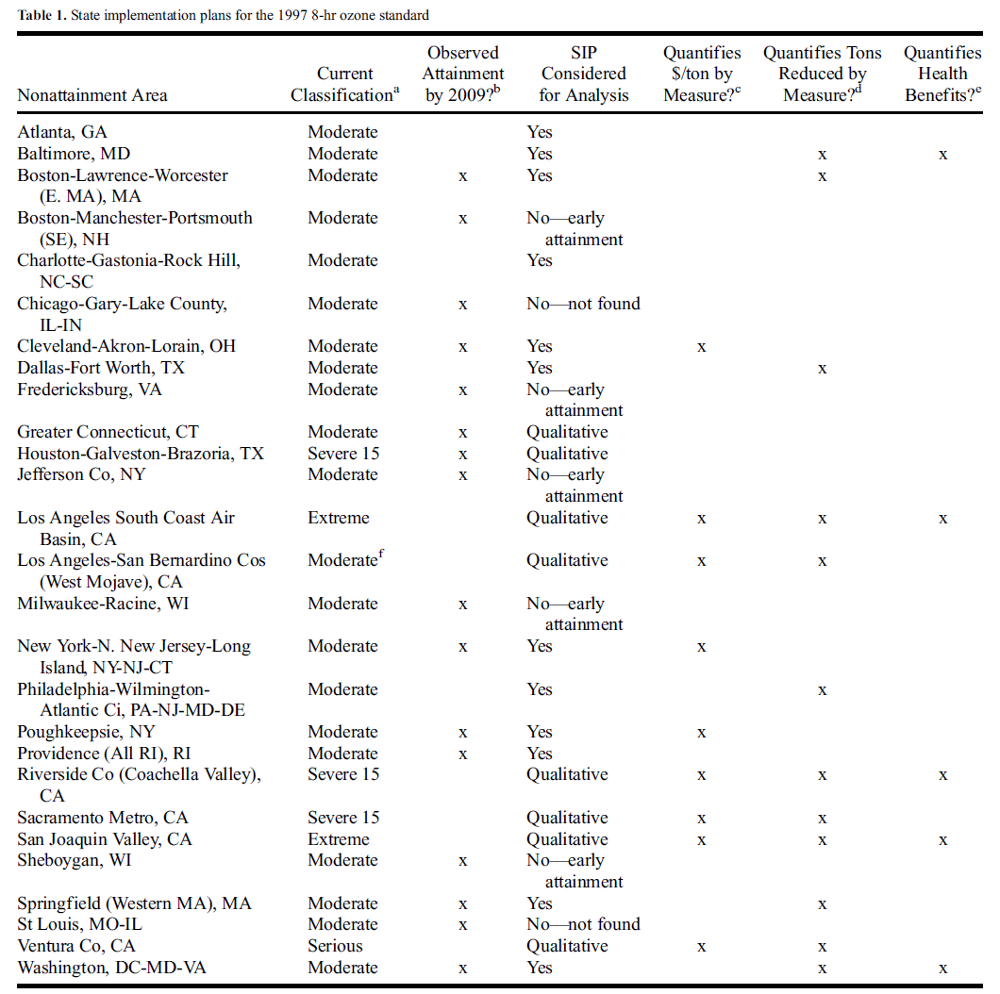 Table 1. State implementation plans for the 1997 8-hr ozone standard
Nonattainment Area Current Classificationa Observed Attainment by 2009?b SIP Considered for Analysis Quantifies $/ton by Measure?c Quantifies Tons Reduced by Measure?d Quantifies Health Benefits?e
Atlanta, GA Moderate Yes
Baltimore, MD Moderate Yes x x
Boston-Lawrence-Worcester Moderate x Yes x
(E. MA), MA
Boston-Manchester-Portsmouth Moderate x No—early
(SE), NH attainment
Charlotte-Gastonia-Rock Hill, Moderate Yes
NC-SC
Chicago-Gary-Lake County, Moderate x No—not found
IL-IN
Cleveland-Akron-Lorain, OH Moderate x Yes x
Dallas-Fort Worth, TX Moderate Yes x
Fredericksburg, VA Moderate x No—early
attainment
Greater Connecticut, CT Moderate x Qualitative
Houston-Galveston-Brazoria, TX Severe 15 x Qualitative
Jefferson Co, NY Moderate x No—early
attainment
Los Angeles South Coast Air Extreme Qualitative x x x
Basin, CA
Los Angeles-San Bernardino Cos Moderatef Qualitative x x
(West Mojave), CA
Milwaukee-Racine, WI Moderate x No—early
attainment
New York-N. New Jersey-Long Moderate x Yes x
Island, NY-NJ-CT
Philadelphia-Wilmington- Moderate Yes x
Atlantic Ci, PA-NJ-MD-DE
Poughkeepsie, NY Moderate x Yes x
Providence (All RI), RI Moderate x Yes
Riverside Co (Coachella Valley), Severe 15 Qualitative x x x
CA
Sacramento Metro, CA Severe 15 Qualitative x x
San Joaquin Valley, CA Extreme Qualitative x x x
Sheboygan, WI Moderate x No—early
attainment
Springfield (Western MA), MA Moderate x Yes x
St Louis, MO-IL Moderate x No—not found
Ventura Co, CA Serious Qualitative x x
Washington, DC-MD-VA Moderate x Yes x x